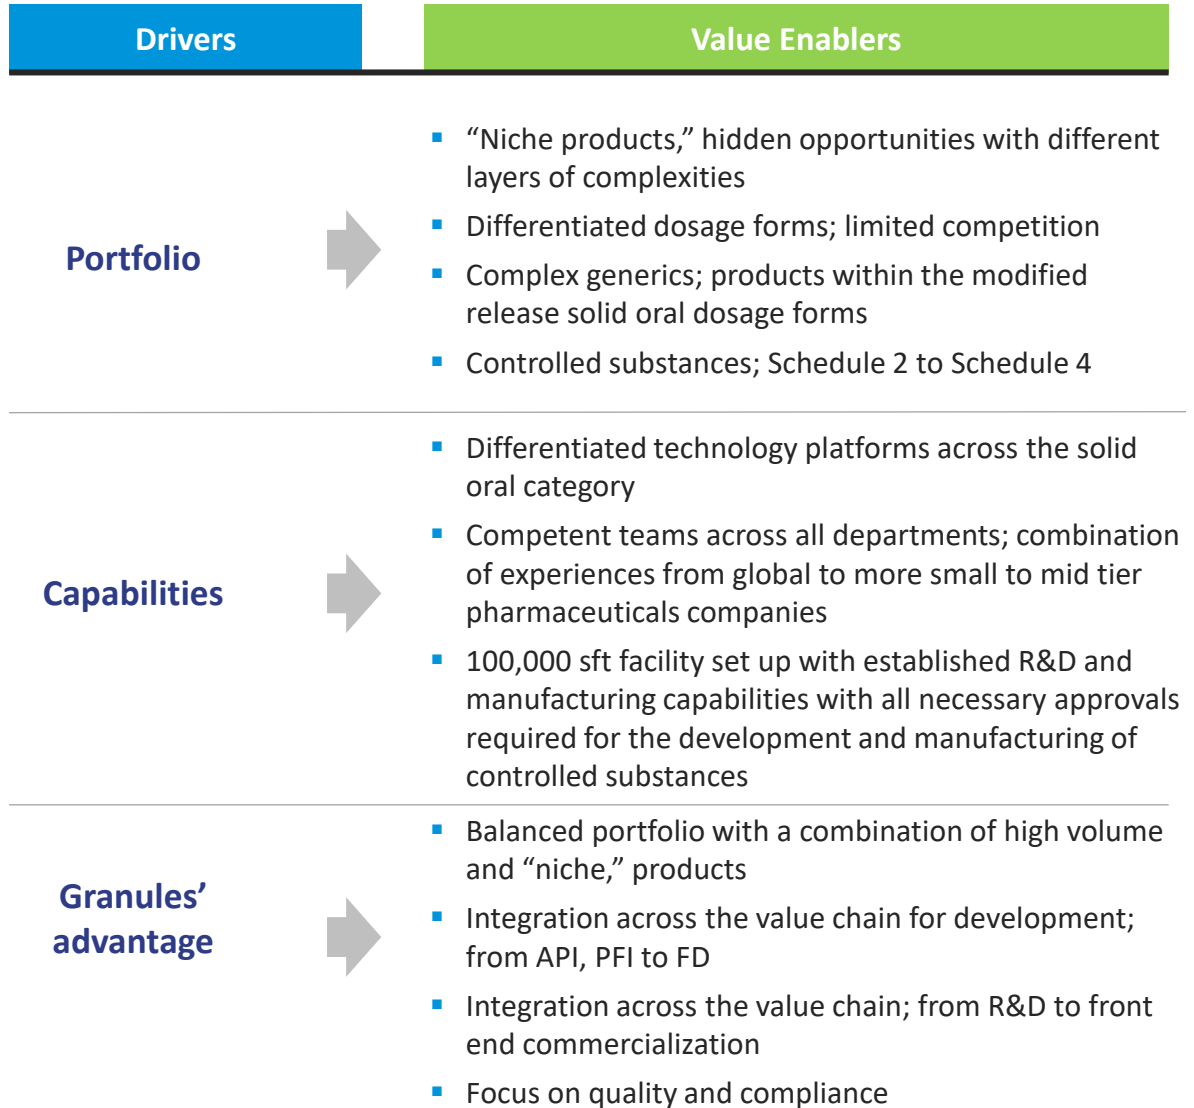 Drivers
Value Enablers
Portfolio
▪ “Niche products,” hidden opportunities with different
layers of complexities
▪ Differentiated dosage forms; limited competition
▪ Complex generics; products within the modified
release solid oral dosage forms
▪ Controlled substances; Schedule 2 to Schedule 4
Capabilities
▪ Differentiated technology platforms across the solid
oral category
▪ Competent teams across all departments; combination
of experiences from global to more small to mid tier
pharmaceuticals companies
▪ 100,000 sft facility set up with established R&D and
manufacturing capabilities with all necessary approvals
required for the development and manufacturing of
controlled substances
Granules’
advantage
▪ Balanced portfolio with a combination of high volume
and “niche,” products
▪ Integration across the value chain for development;
from API, PFI to FD
▪ Integration across the value chain; from R&D to front
end commercialization
▪ Focus on quality and compliance